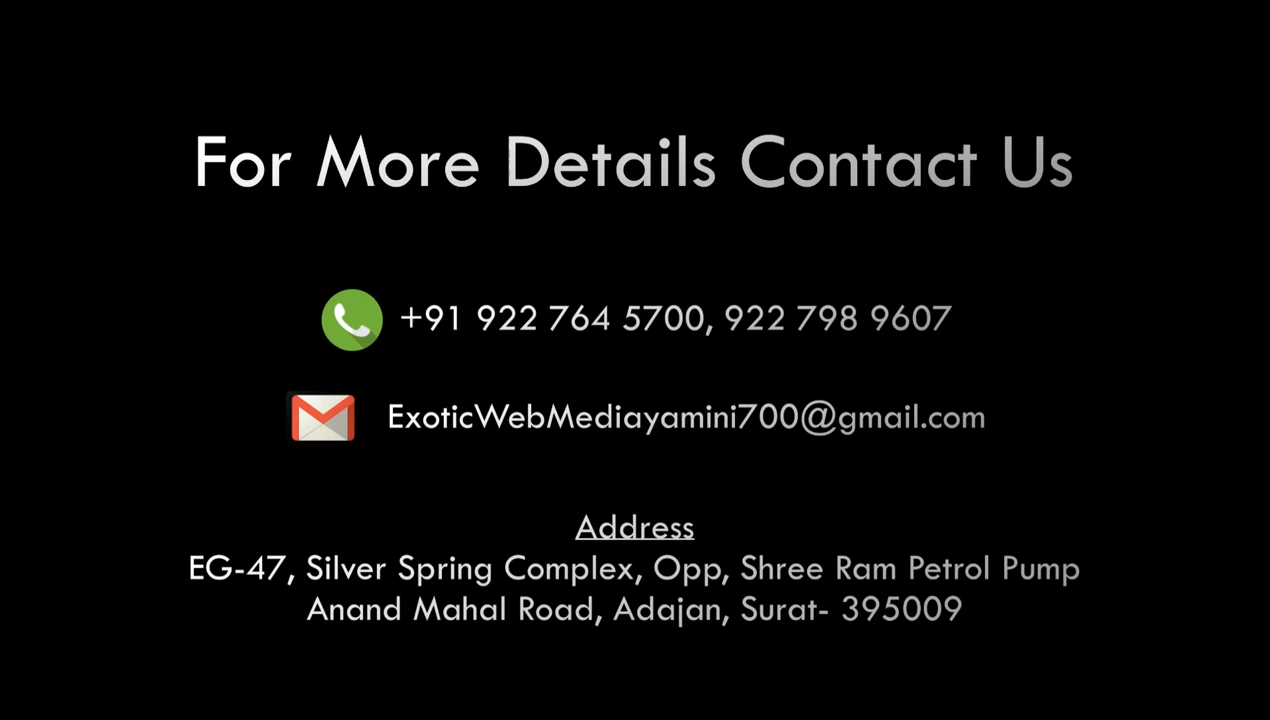 For More Details Contact Us
+91 922 764 5700, 922 798 9607
ExoticWebMediayamini700@gmail.com
Address
EG-47, Silver Spring Complex, Opp, Shree Ram Petrol Pump
Anand Mahal Road, Adajan, Surat- 395009